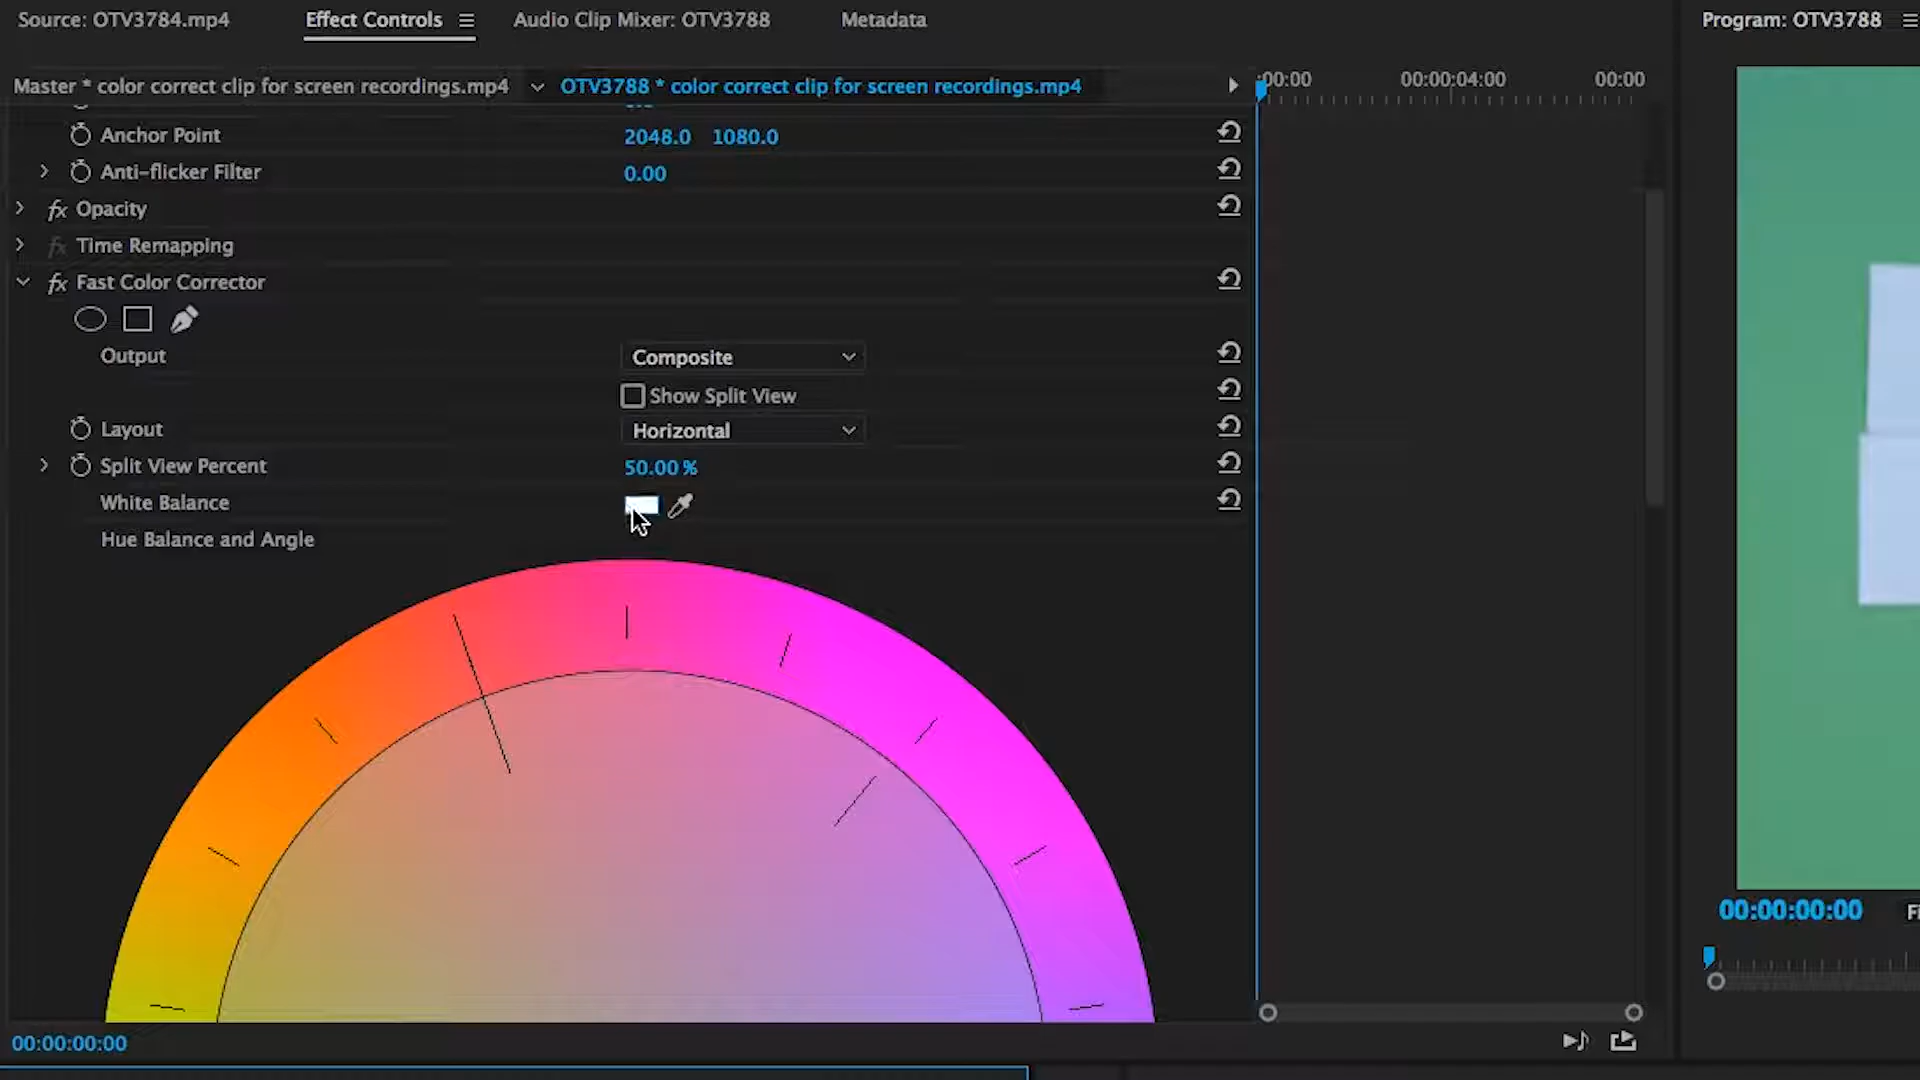 Source: OTV3784.mp4 Effect Controls Audio Clip Mixer: OTV3788 Metadata Program: OTV3788
Master * color correct clip for screen recordings.mp4 OTV3788 * color correct clip for screen recordings.mp4 :00:00 00:00:04:00 00:00
Anchor Point 2048.0 1080.0
Anti-flicker Filter 0.00
fx Opacity
fx Time Remapping
fx Fast Color Corrector
Output Composite
Show Split View
Layout Horizontal
Split View Percent 50.00 %
White Balance
Hue Balance and Angle
00:00:00:00
00:00:00:00